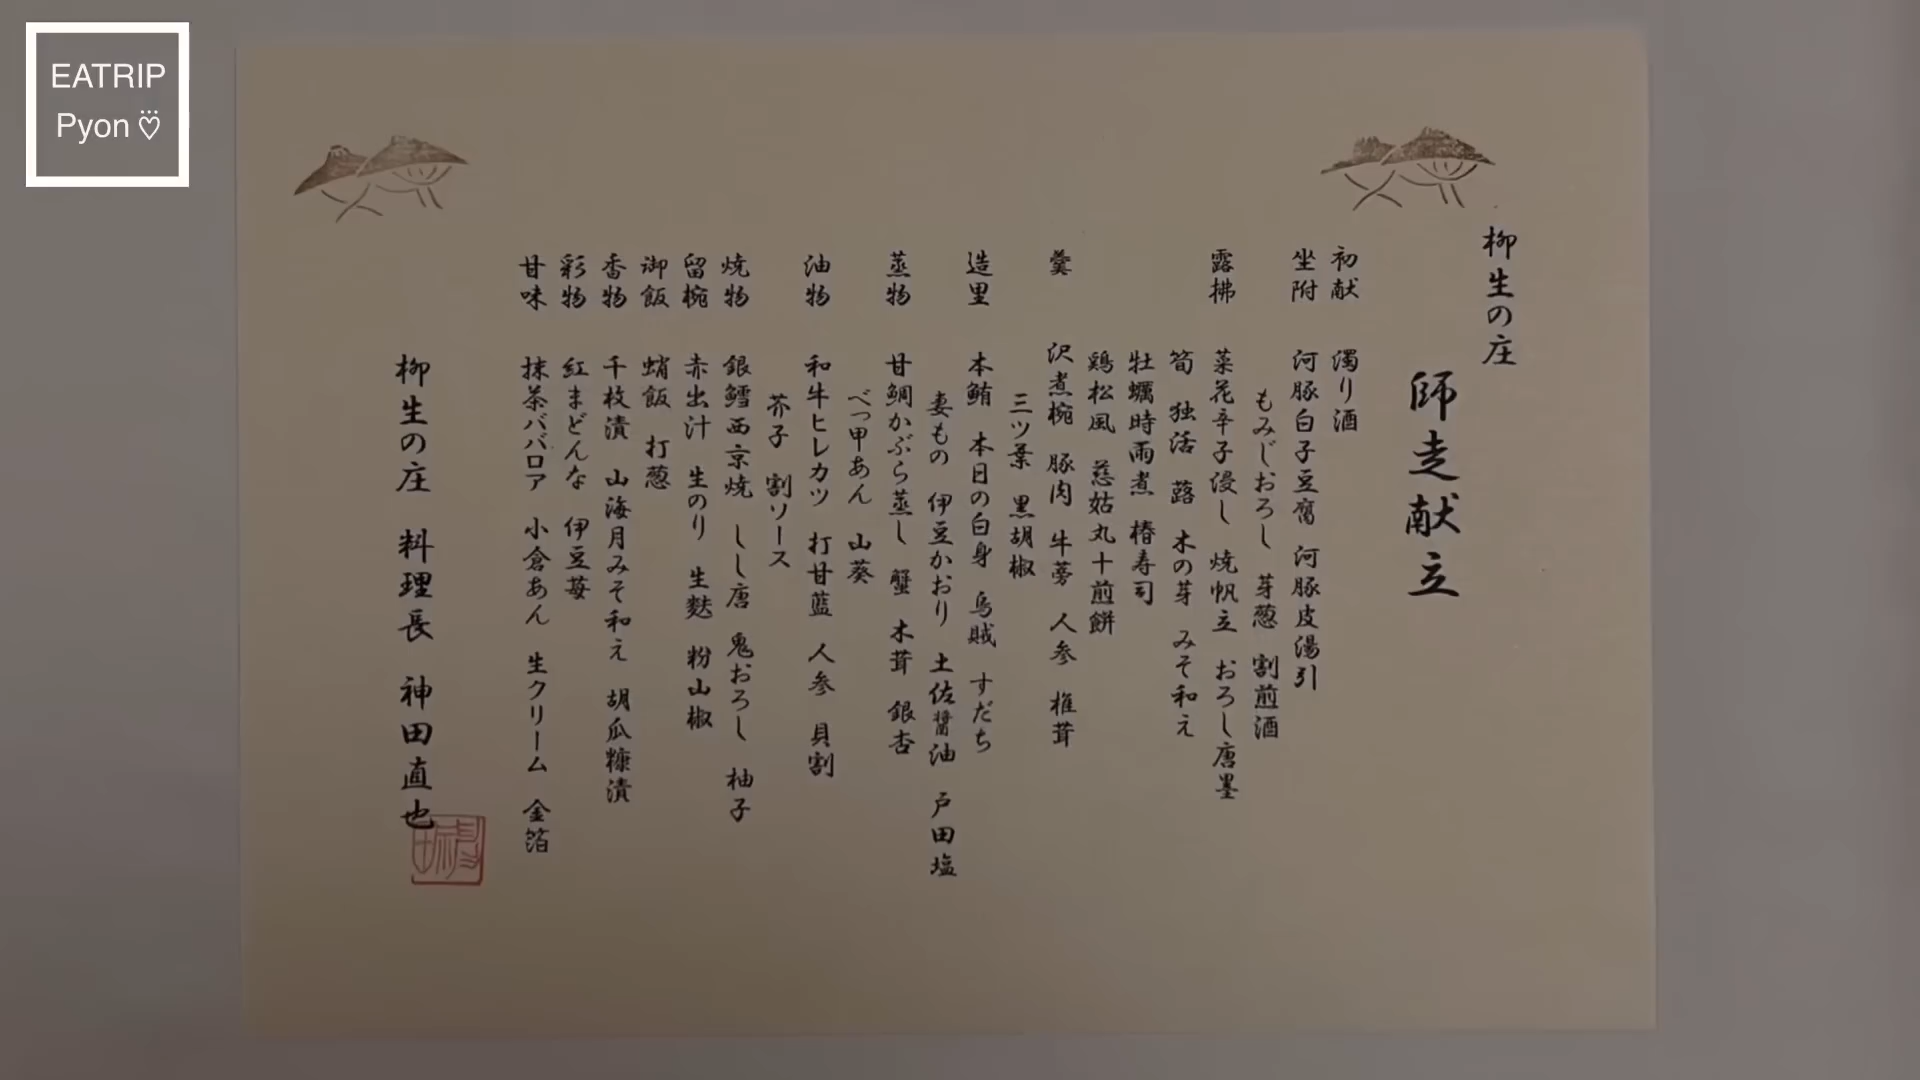 EATRIP
Pyon
柳生の庄
師走献立
初献 濁り酒
坐附 河豚白子豆腐 河豚皮湯引
もみじおろし 芽葱 割煎酒
露拂 菜花辛子浸し 焼帆立 おろし唐墨
筍 独活 蕗 木の芽 みそ和え
牡蠣時雨煮 椿寿司
鶏松風 慈姑丸十煎餅
羹 沢煮椀 豚肉 牛蒡 人参 椎茸
三ツ葉 黒胡椒
造里 本鮪 本日の白身 烏賊 すだち
妻もの 伊豆かおり 土佐醤油 戸田塩
蒸物 甘鯛かぶら蒸し 蟹 木茸 銀杏
べっ甲あん 山葵
油物 和牛ヒレカツ 打甘藍 人参 貝割
芥子 割ソース
焼物 銀鱈西京焼 しし唐 鬼おろし 柚子
留椀 赤出汁 生のり 生麩 粉山椒
御飯 蛸飯 打葱
香物 千枚漬 山海月みそ和え 胡瓜糠漬
彩物 紅まどんな 伊豆苺
甘味 抹茶ババロア 小倉あん 生クリーム 金箔
柳生の庄 料理長 神田直也